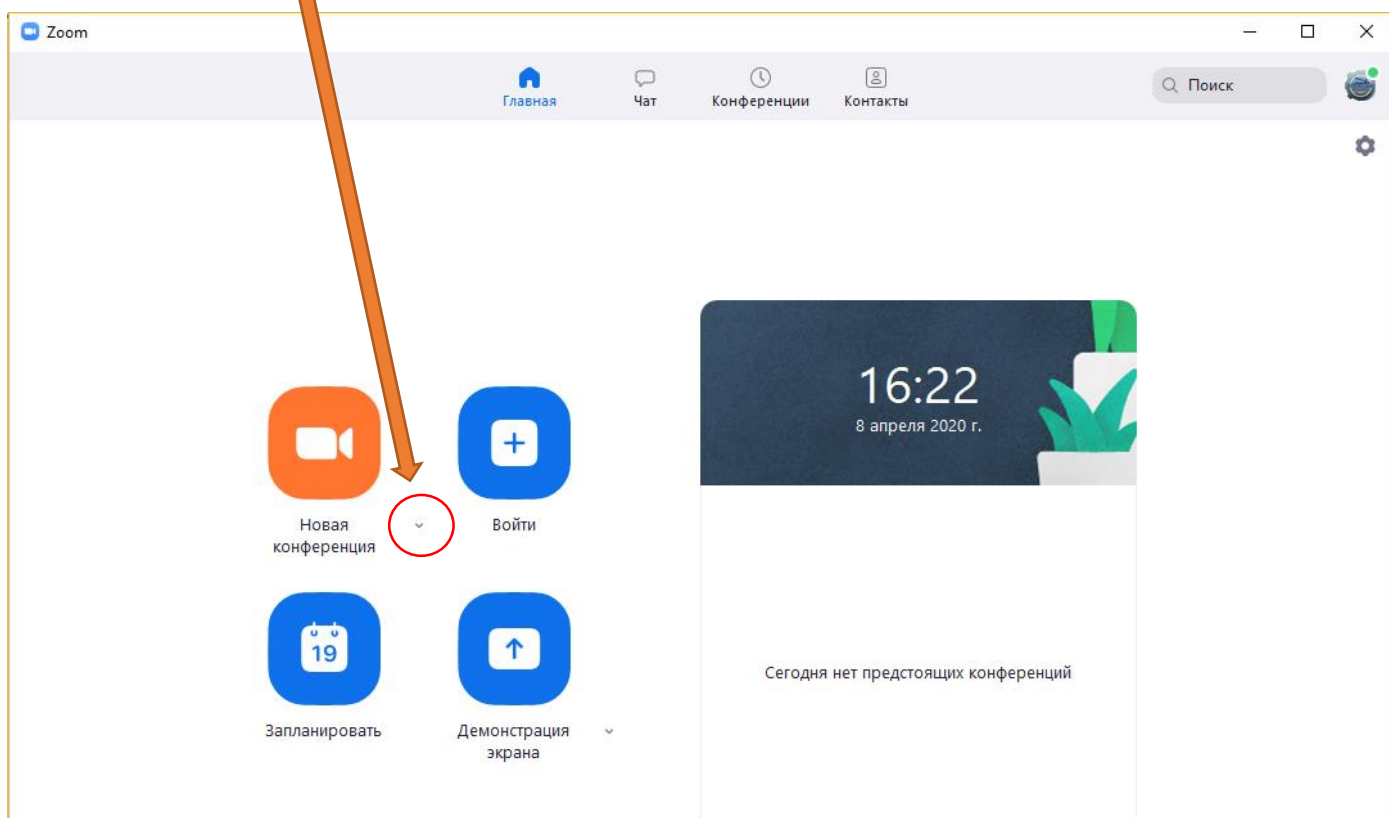 Zoom
Главная
Чат
Конференции
Контакты
Поиск
16:22
8 апреля 2020 г.
Новая
конференция
Войти
19
Запланировать
Демонстрация
экрана
Сегодня нет предстоящих конференций